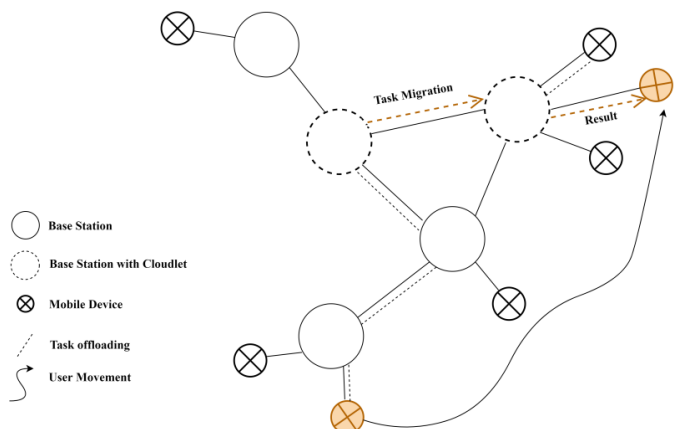 Task Migration
Result
Base Station
Base Station with Cloudlet
Mobile Device
Task offloading
User Movement